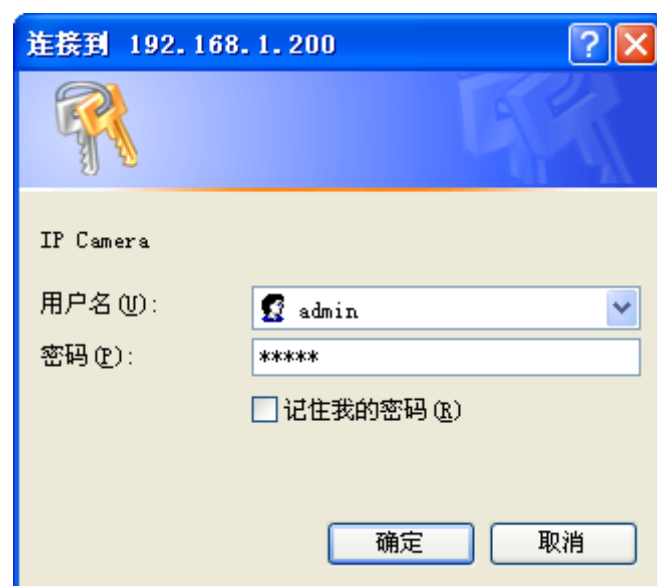 连接到 192.168.1.200
IP Camera
用户名(U):
admin
密码(P):
*****
记住我的密码(R)
确定
取消